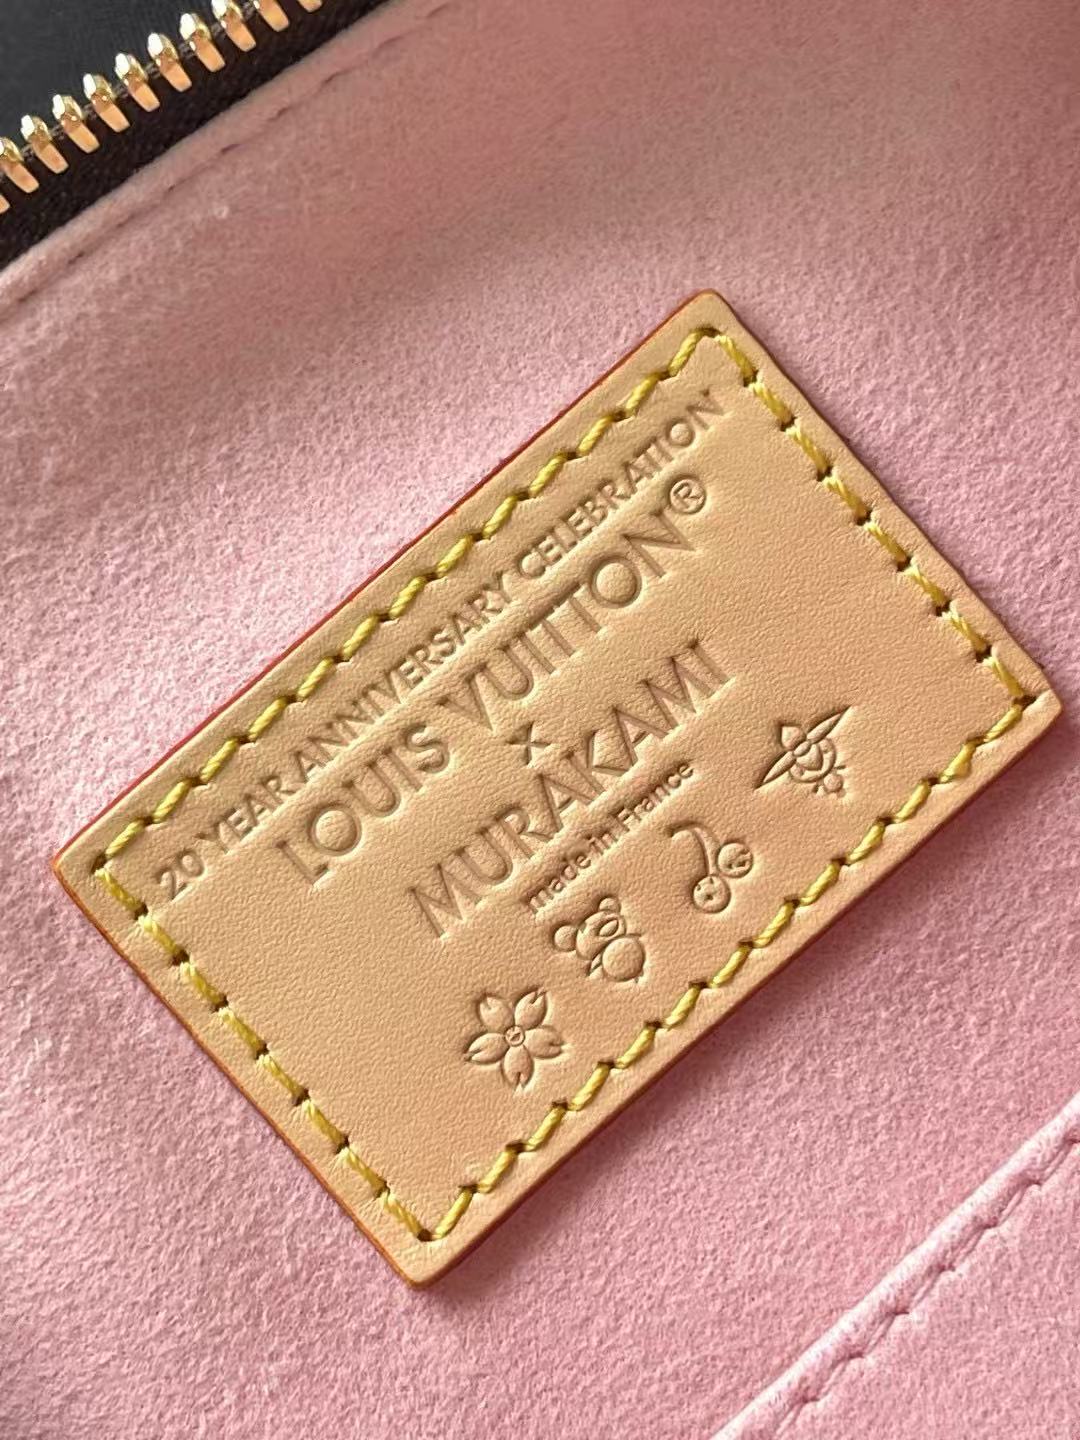 20 YEAR ANNIVERSARY CELEBRATION
LOUIS VUITTON®
X
MURAKAMI
made in France